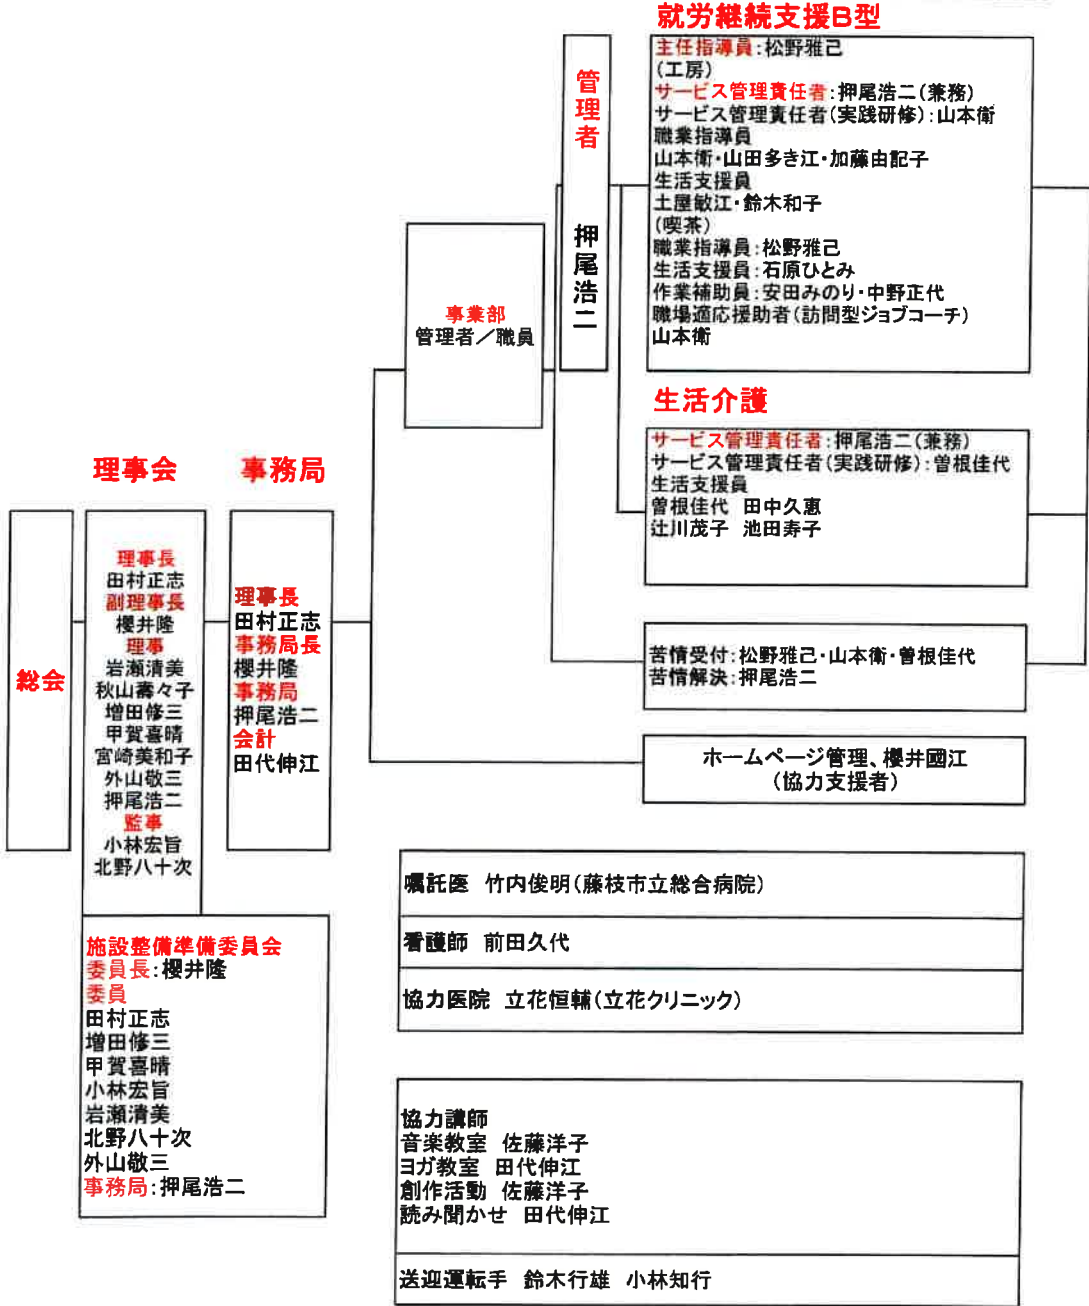 就労継続支援B型
管理者
押尾浩二
主任指導員:松野雅己
(工房)
サービス管理責任者:押尾浩二(兼務)
サービス管理責任者(実践研修):山本衛
職業指導員
山本衛・山田多き江・加藤由記子
生活支援員
土屋敏江・鈴木和子
(喫茶)
職業指導員:松野雅己
生活支援員:石原ひとみ
作業補助員:安田みのり・中野正代
職場適応援助者(訪問型ジョブコーチ)
山本衛
事業部
管理者/職員
生活介護
サービス管理責任者:押尾浩二(兼務)
サービス管理責任者(実践研修):曽根佳代
生活支援員
曽根佳代 田中久恵
辻川茂子 池田寿子
理事会
事務局
総会
理事長
田村正志
副理事長
櫻井隆
理事
岩瀬清美
秋山壽々子
増田修三
甲賀喜晴
宮崎美和子
外山敬三
押尾浩二
監事
小林宏旨
北野八十次
理事長
田村正志
事務局長
櫻井隆
事務局
押尾浩二
会計
田代伸江
苦情受付:松野雅己・山本衛・曽根佳代
苦情解決:押尾浩二
ホームページ管理、櫻井國江
(協力支援者)
嘱託医 竹内俊明(藤枝市立総合病院)
看護師 前田久代
協力医院 立花恒輔(立花クリニック)
施設整備準備委員会
委員長:櫻井隆
委員
田村正志
増田修三
甲賀喜晴
小林宏旨
岩瀬清美
北野八十次
外山敬三
事務局:押尾浩二
協力講師
音楽教室 佐藤洋子
ヨガ教室 田代伸江
創作活動 佐藤洋子
読み聞かせ 田代伸江
送迎運転手 鈴木行雄 小林知行